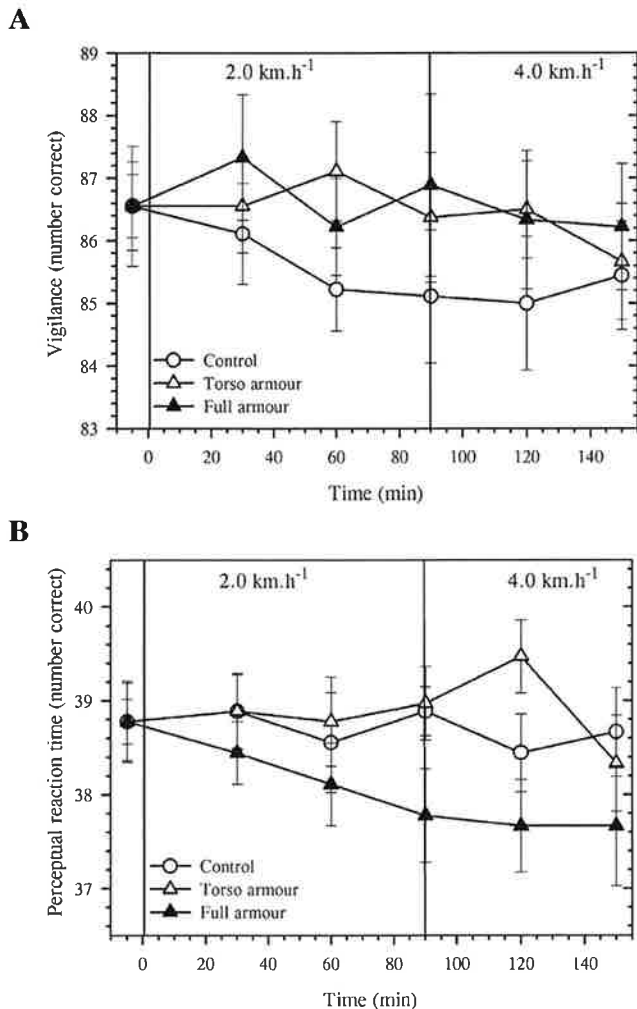 A
89
88
87
86
85
84
83
Vigilance (number correct)
2.0 km.h-1
4.0 km.h-1
Control
Torso armour
Full armour
0 20 40 60 80 100 120 140
Time (min)
B
40
39
38
37
Perceptual reaction time (number correct)
2.0 km.h-1
4.0 km.h-1
Control
Torso armour
Full armour
0 20 40 60 80 100 120 140
Time (min)